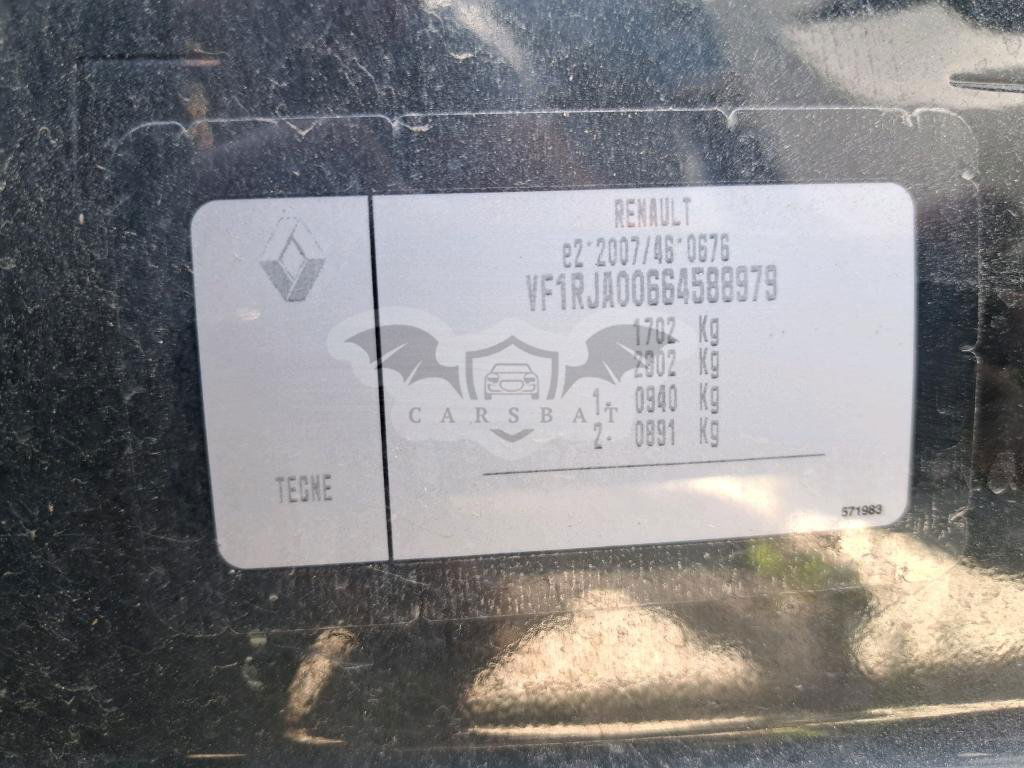 RENAULT
e2*2007/46*0676
VF1RJA00664588979
1702 Kg
2802 Kg
1- 0940 Kg
2- 0891 Kg
TECNE
571983
CARSBAT